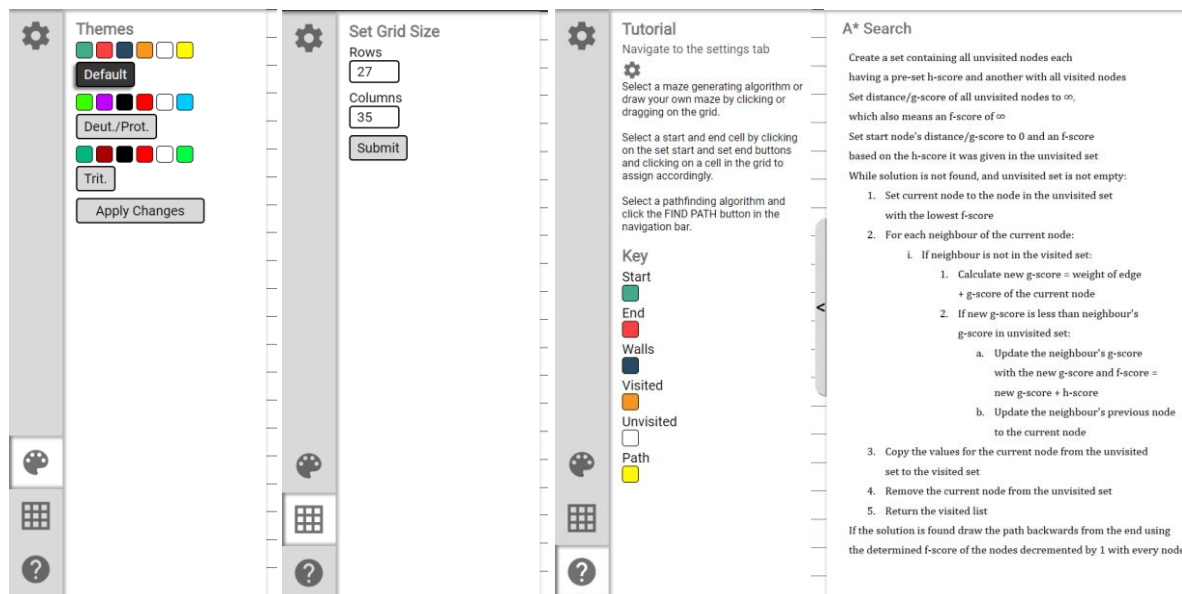 Themes
Default
Deut./Prot.
Trit.
Apply Changes
Set Grid Size
Rows
27
Columns
35
Submit
Tutorial
Navigate to the settings tab
Select a maze generating algorithm or
draw your own maze by clicking or
dragging on the grid.
Select a start and end cell by clicking
on the set start and set end buttons
and clicking on a cell in the grid to
assign accordingly.
Select a pathfinding algorithm and
click the FIND PATH button in the
navigation bar.
Key
Start
End
Walls
Visited
Unvisited
Path
<
A* Search
Create a set containing all unvisited nodes each
having a pre-set h-score and another with all visited nodes
Set distance/g-score of all unvisited nodes to ∞,
which also means an f-score of ∞
Set start node's distance/g-score to 0 and an f-score
based on the h-score it was given in the unvisited set
While solution is not found, and unvisited set is not empty:
1. Set current node to the node in the unvisited set
with the lowest f-score
2. For each neighbour of the current node:
i. If neighbour is not in the visited set:
1. Calculate new g-score = weight of edge
+ g-score of the current node
2. If new g-score is less than neighbour's
g-score in unvisited set:
a. Update the neighbour's g-score
with the new g-score and f-score =
new g-score + h-score
b. Update the neighbour's previous node
to the current node
3. Copy the values for the current node from the unvisited
set to the visited set
4. Remove the current node from the unvisited set
5. Return the visited list
If the solution is found draw the path backwards from the end using
the determined f-score of the nodes decremented by 1 with every node